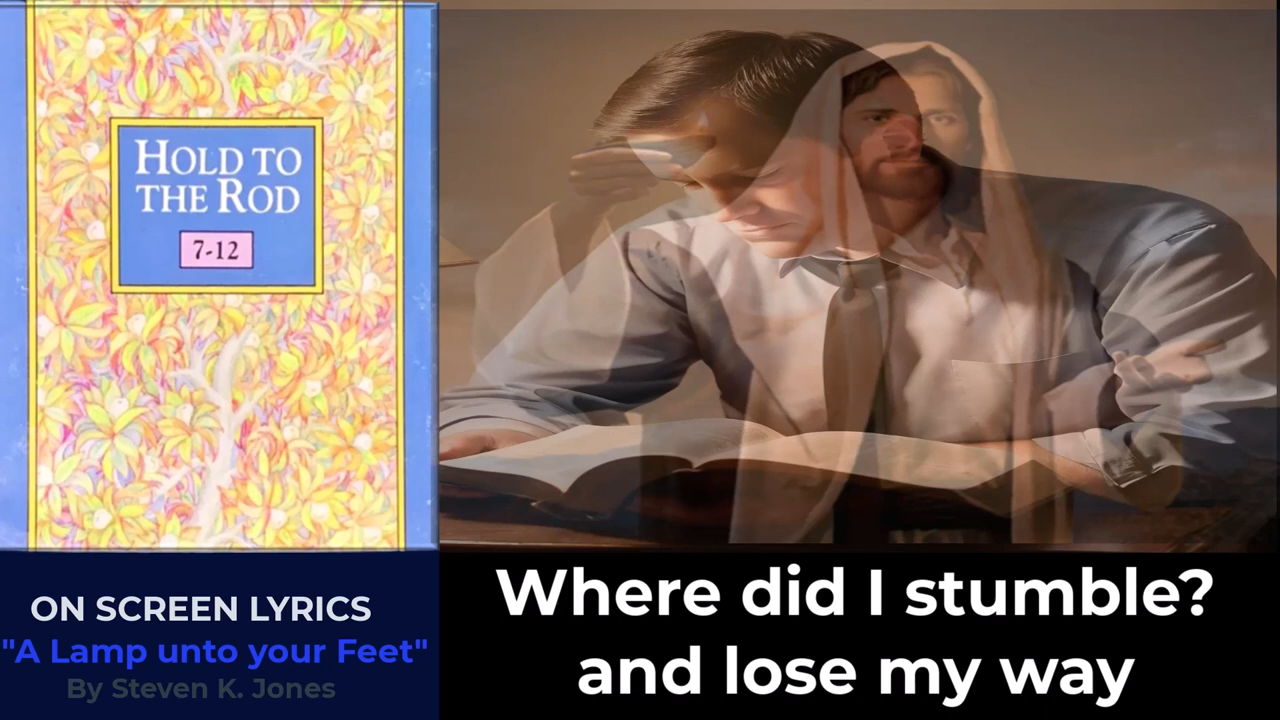 HOLD TO
THE ROD
7-12
ON SCREEN LYRICS
"A Lamp unto your Feet"
By Steven K. Jones
Where did I stumble?
and lose my way